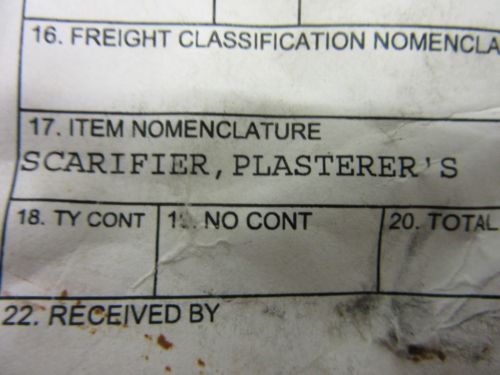 16. FREIGHT CLASSIFICATION NOMENCLA
17. ITEM NOMENCLATURE
SCARIFIER, PLASTERER'S
18. TY CONT
NO CONT
20. TOTAL
22. RECEIVED BY